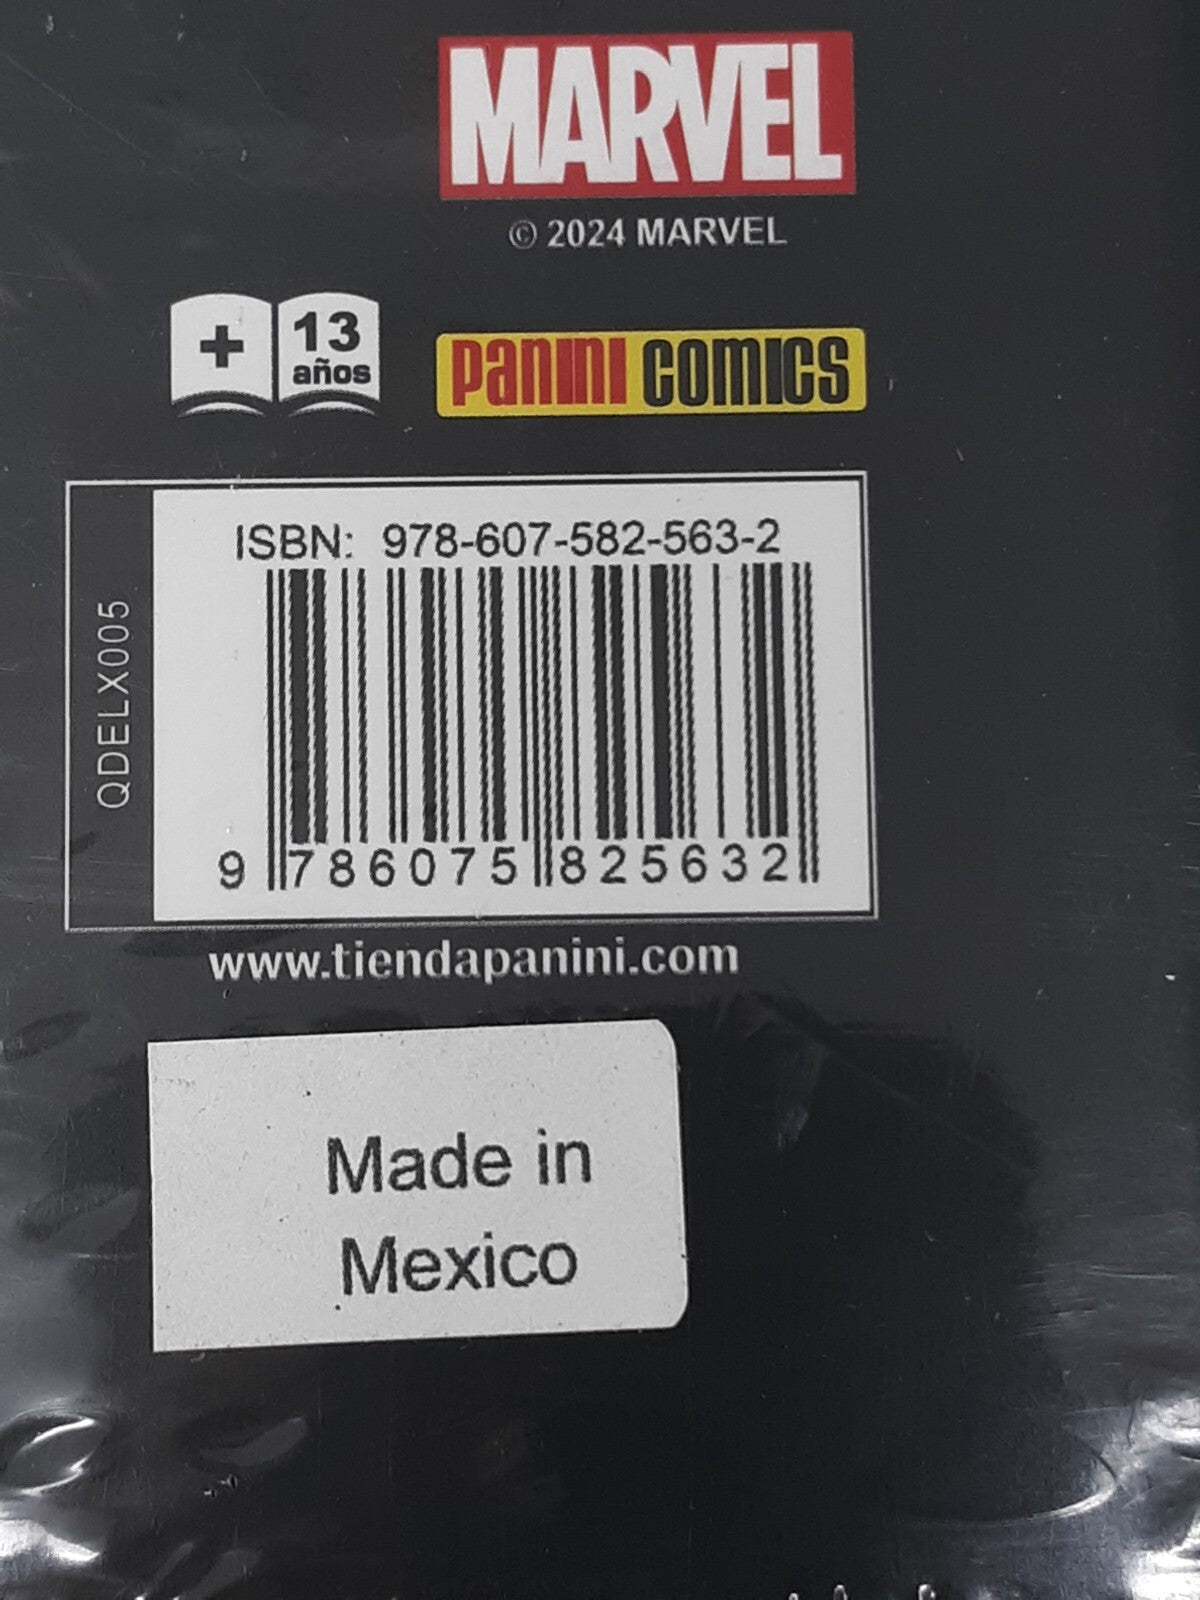 MARVEL
© 2024 MARVEL
+ 13
años
PANINI COMICS
ISBN: 978-607-582-563-2
QDELX005
9 786075 825632
www.tiendapanini.com
Made in
Mexico